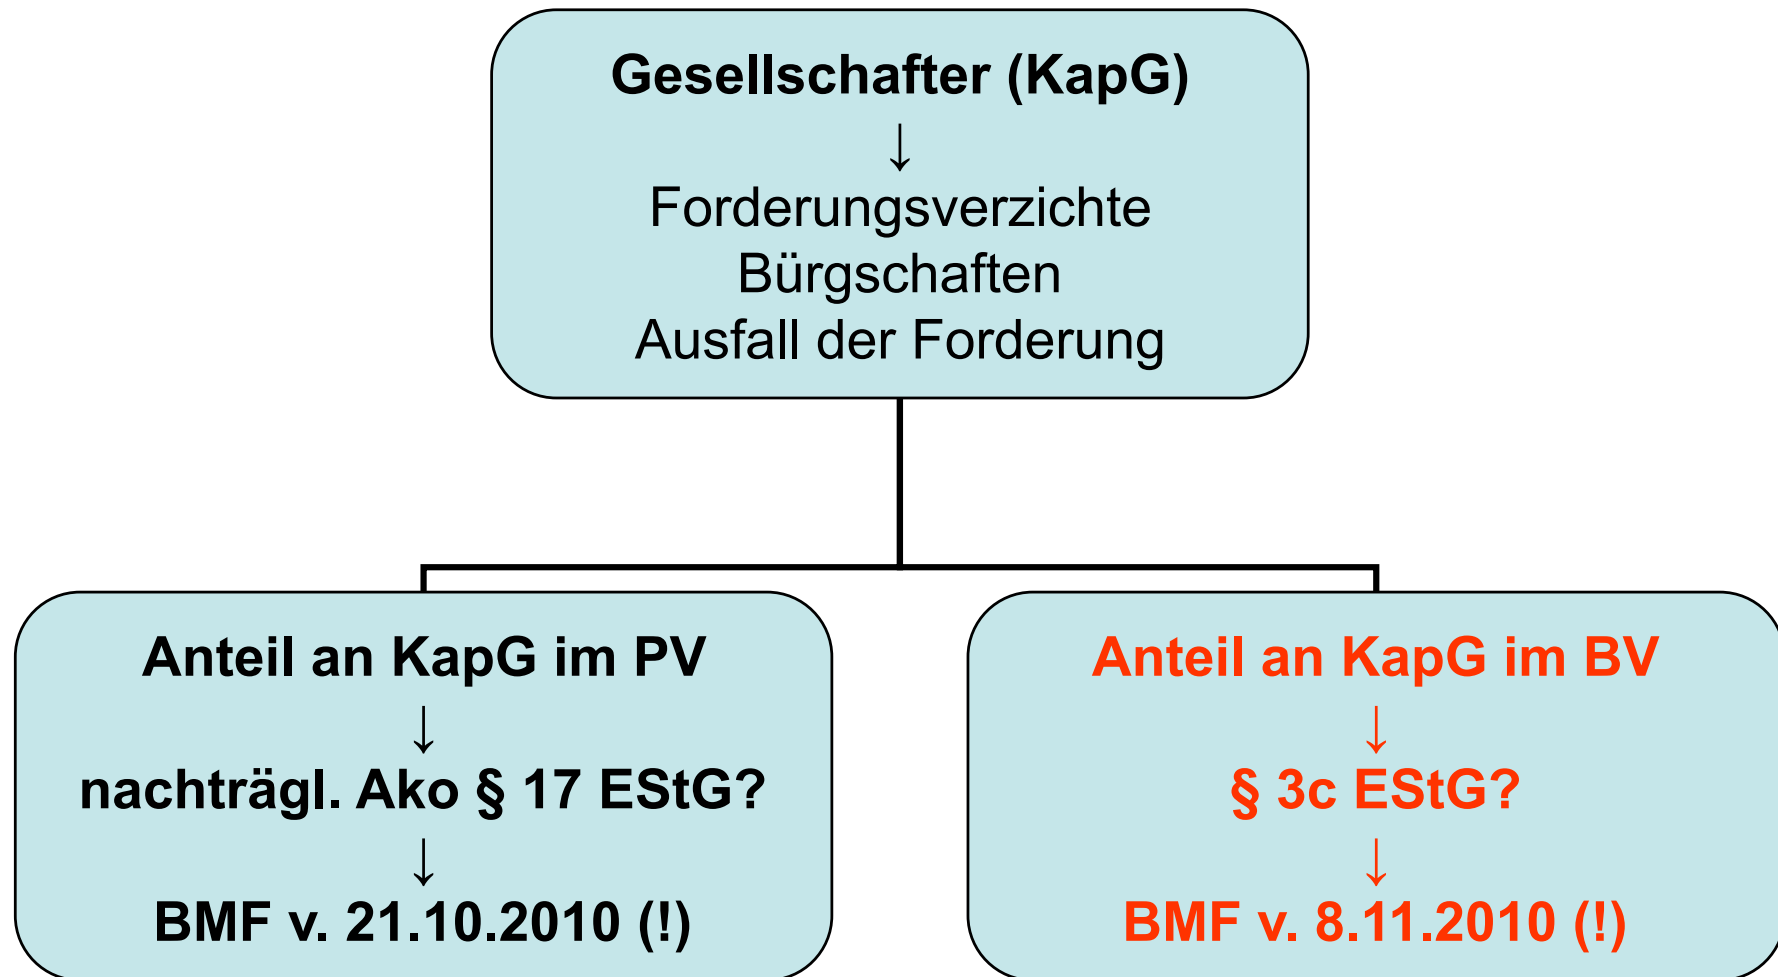 Gesellschafter (KapG)
↓
Forderungsverzichte
Bürgschaften
Ausfall der Forderung
Anteil an KapG im PV
↓
nachträgl. Ako § 17 EStG?
↓
BMF v. 21.10.2010 (!)
Anteil an KapG im BV
↓
§ 3c EStG?
↓
BMF v. 8.11.2010 (!)